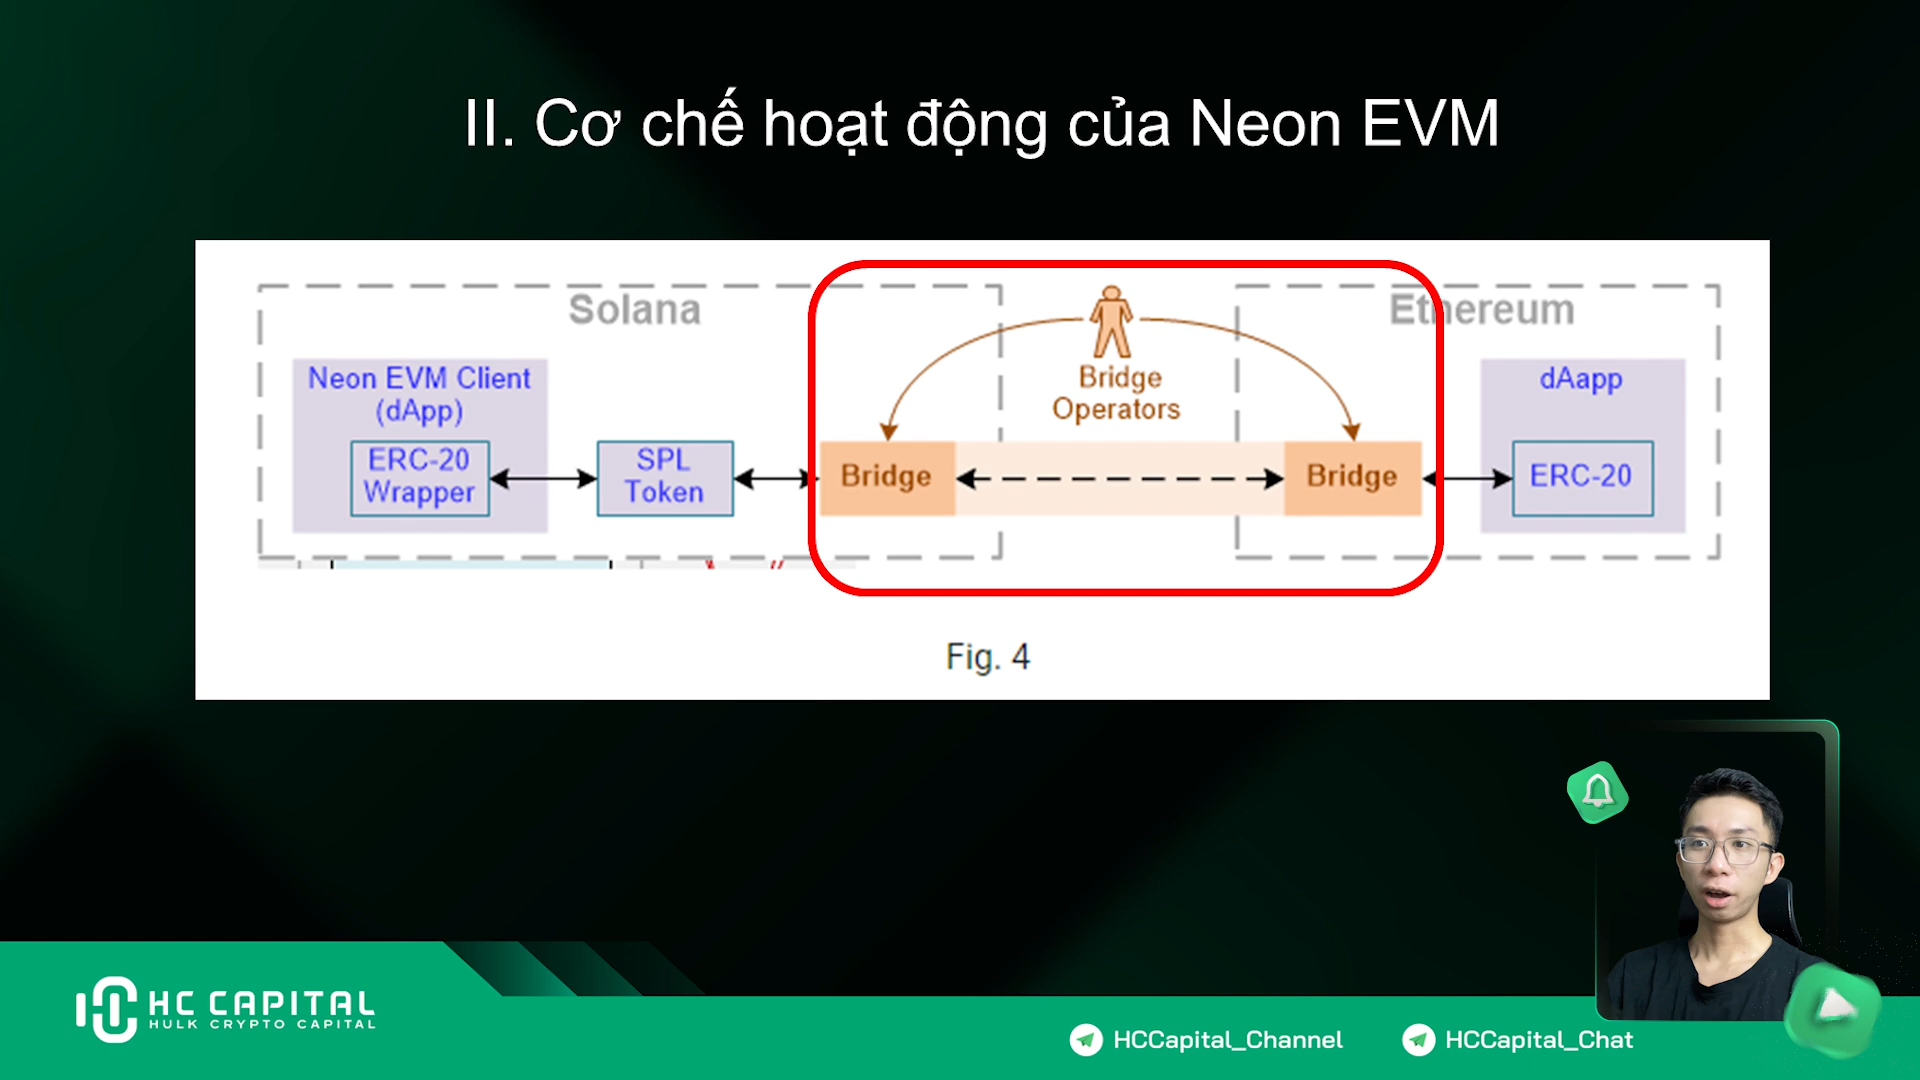 II. Cơ chế hoạt động của Neon EVM
Solana
Ethereum
Neon EVM Client
(dApp)
ERC-20
Wrapper
SPL
Token
Bridge
Bridge
Operators
Bridge
dAapp
ERC-20
Fig. 4
HC CAPITAL
HULK CRYPTO CAPITAL
HCCapital_Channel
HCCapital_Chat